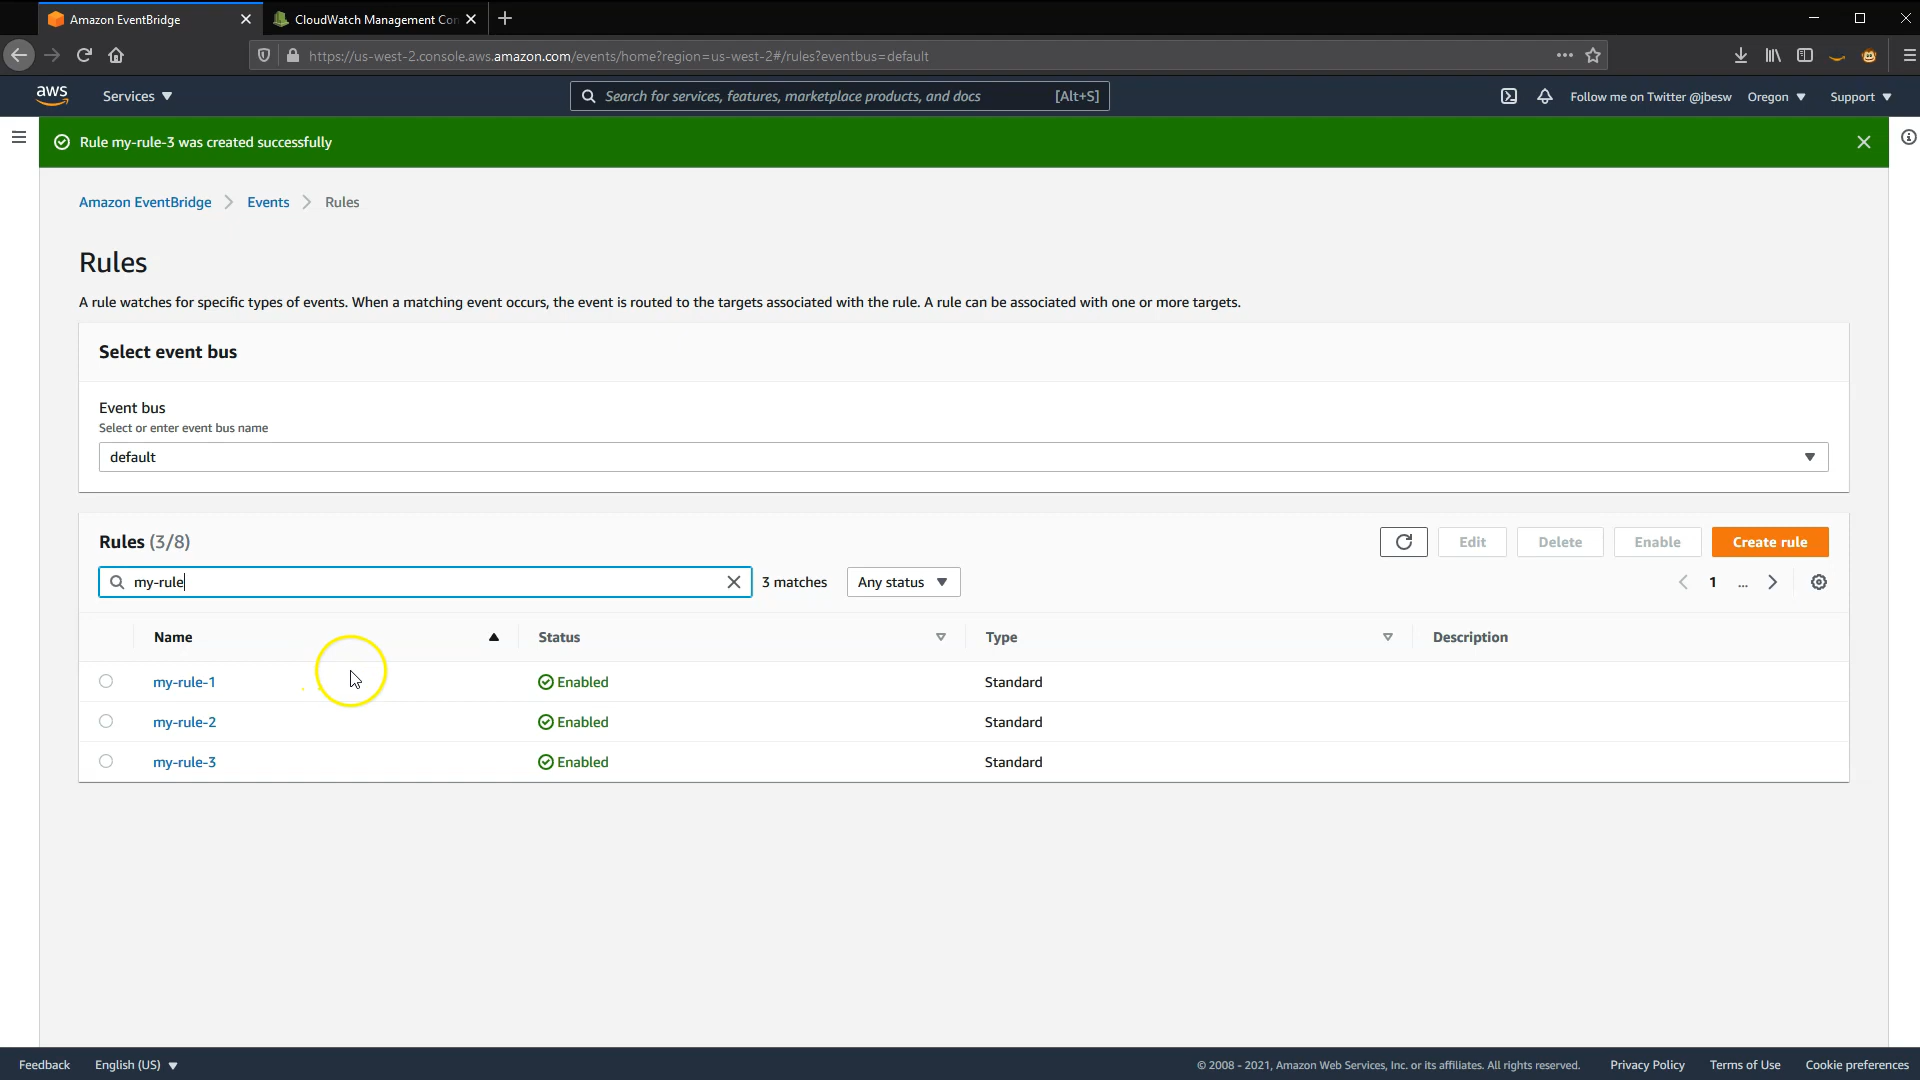 Amazon EventBridge
CloudWatch Management Con
https://us-west-2.console.aws.amazon.com/events/home?region=us-west-2#/rules?eventbus=default
aws
Services
Search for services, features, marketplace products, and docs
[Alt+S]
Follow me on Twitter @jbesw
Oregon
Support
Rule my-rule-3 was created successfully
Amazon EventBridge
Events
Rules
Rules
A rule watches for specific types of events. When a matching event occurs, the event is routed to the targets associated with the rule. A rule can be associated with one or more targets.
Select event bus
Event bus
Select or enter event bus name
default
Rules (3/8)
Edit
Delete
Enable
Create rule
my-rule
3 matches
Any status
1
...
Name
Status
Type
Description
my-rule-1
Enabled
Standard
my-rule-2
Enabled
Standard
my-rule-3
Enabled
Standard
Feedback
English (US)
© 2008 - 2021, Amazon Web Services, Inc. or its affiliates. All rights reserved.
Privacy Policy
Terms of Use
Cookie preferences